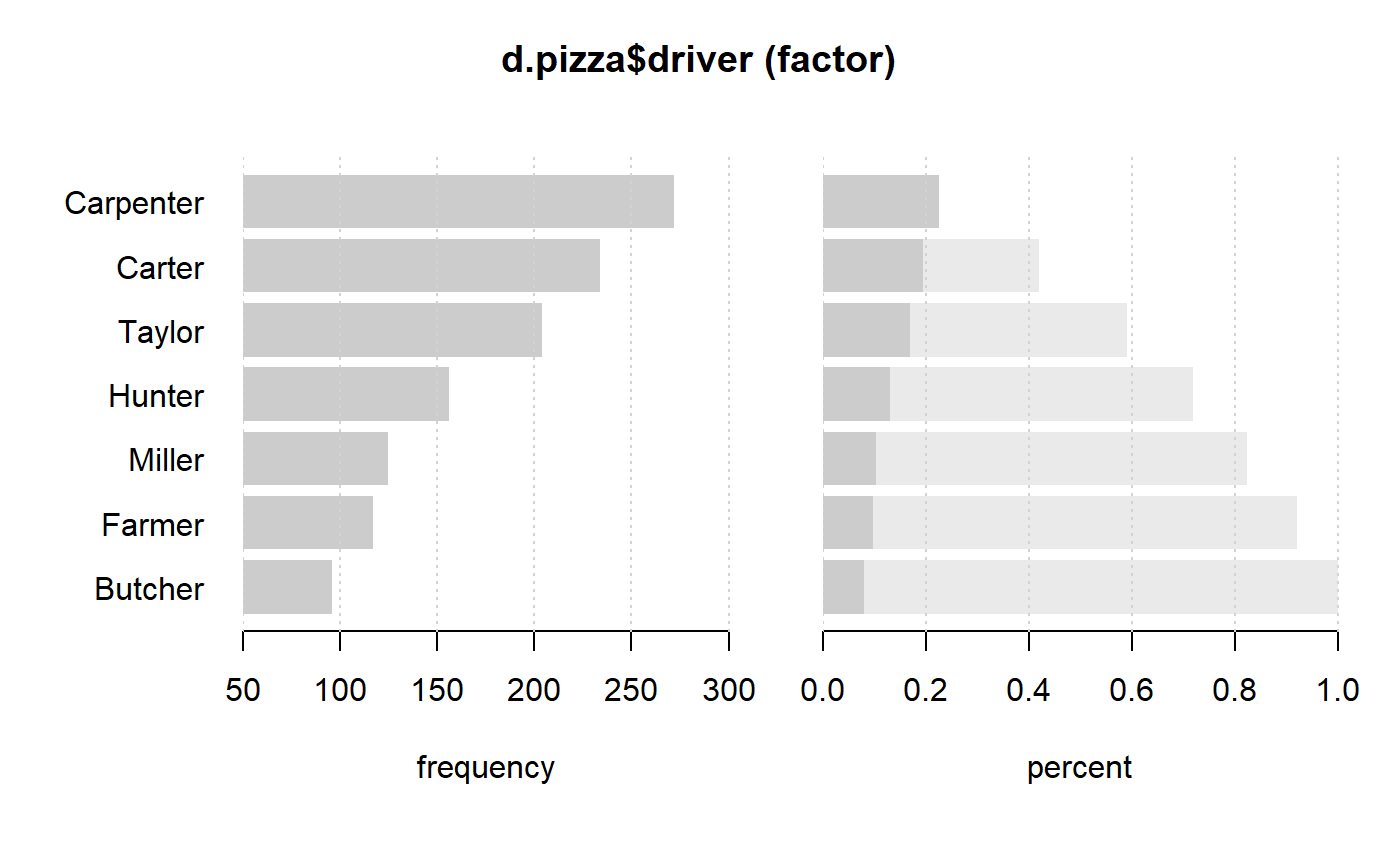 d.pizza$driver (factor)
Carpenter
Carter
Taylor
Hunter
Miller
Farmer
Butcher
50 100 150 200 250 300
frequency
0.0 0.2 0.4 0.6 0.8 1.0
percent